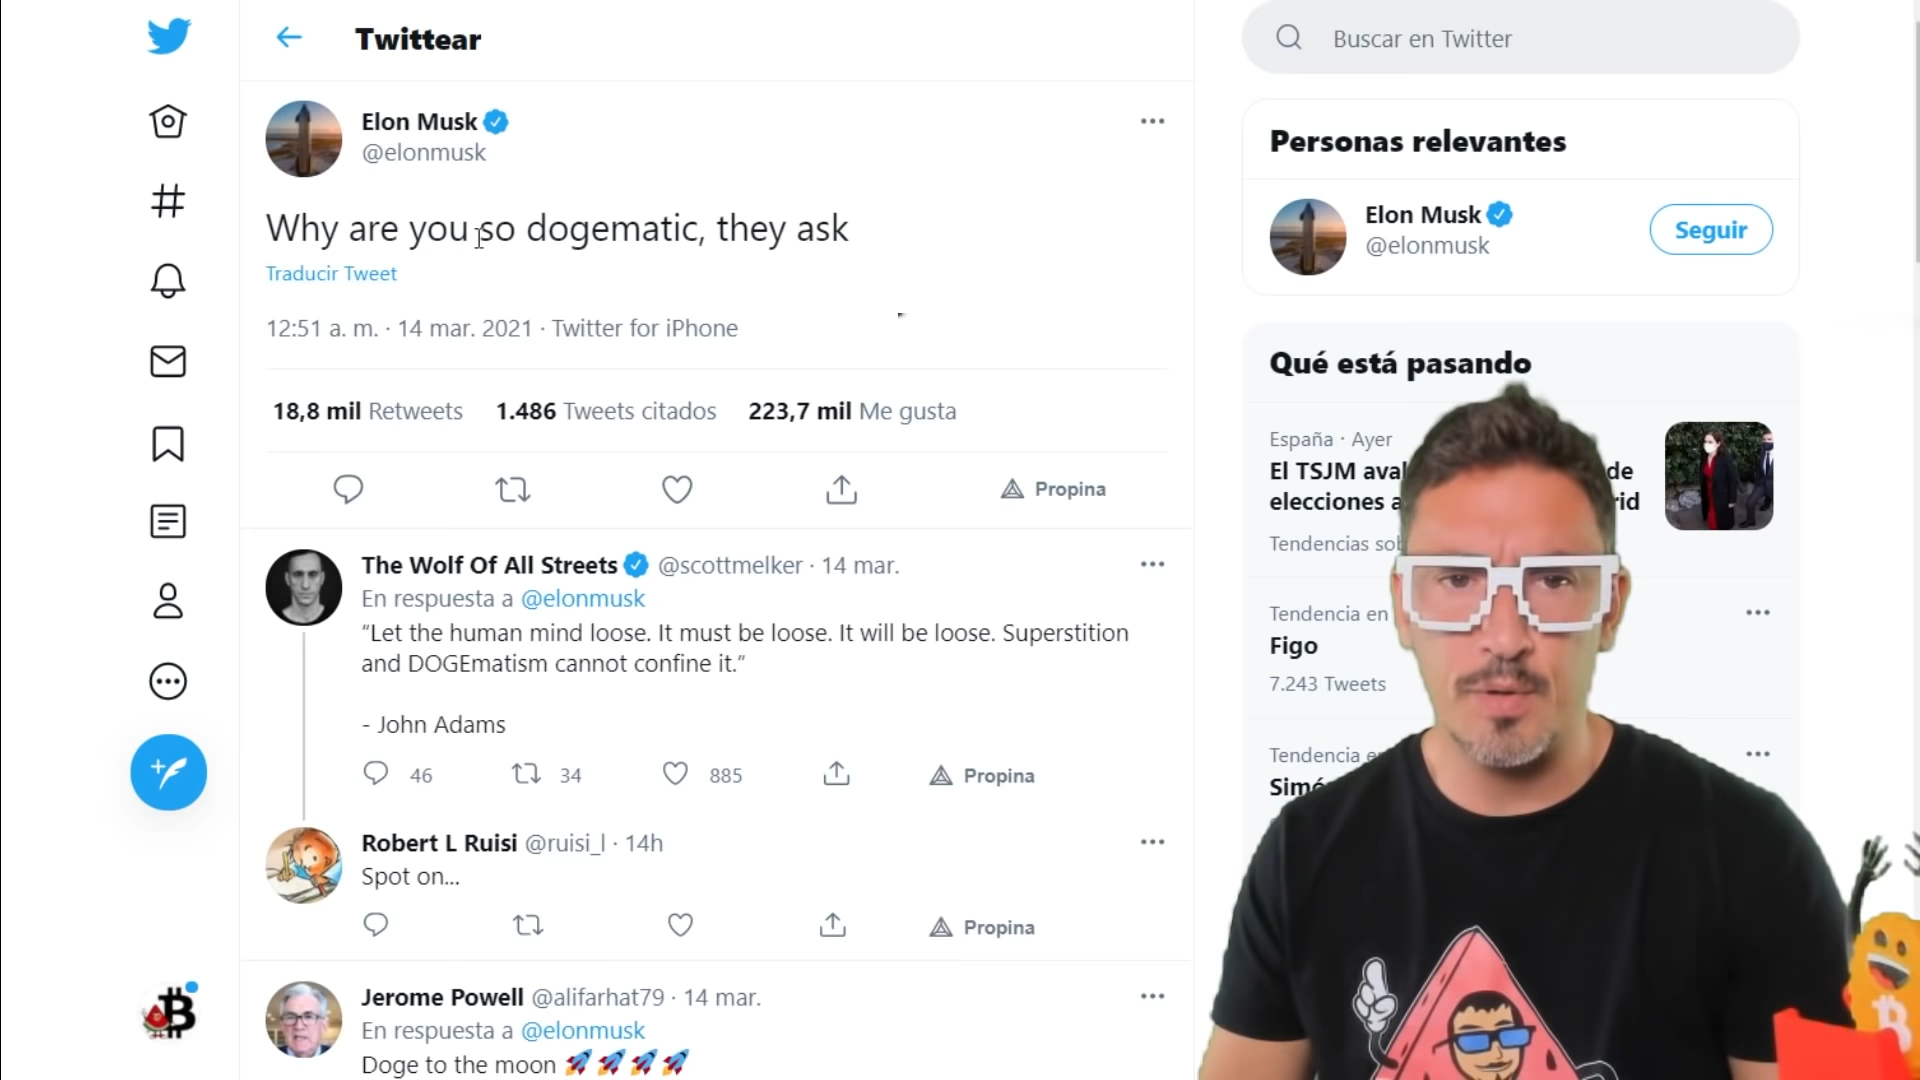 Twittear
Elon Musk
@elonmusk
Why are you so dogematic, they ask
Traducir Tweet
12:51 a. m. · 14 mar. 2021 · Twitter for iPhone
18,8 mil Retweets 1.486 Tweets citados 223,7 mil Me gusta
Propina
The Wolf Of All Streets @scottmelker · 14 mar.
En respuesta a @elonmusk
“Let the human mind loose. It must be loose. It will be loose. Superstition
and DOGEmatism cannot confine it.”
- John Adams
46 34 885 Propina
Robert L Ruisi @ruisi_l · 14h
Spot on...
Propina
Jerome Powell @alifarhat79 · 14 mar.
En respuesta a @elonmusk
Doge to the moon 🚀🚀🚀🚀
Buscar en Twitter
Personas relevantes
Elon Musk
@elonmusk
Seguir
Qué está pasando
España · Ayer
El TSJM aval de
elecciones a rid
Tendencias sob
Tendencia en
Figo
7.243 Tweets
Tendencia e
Simó